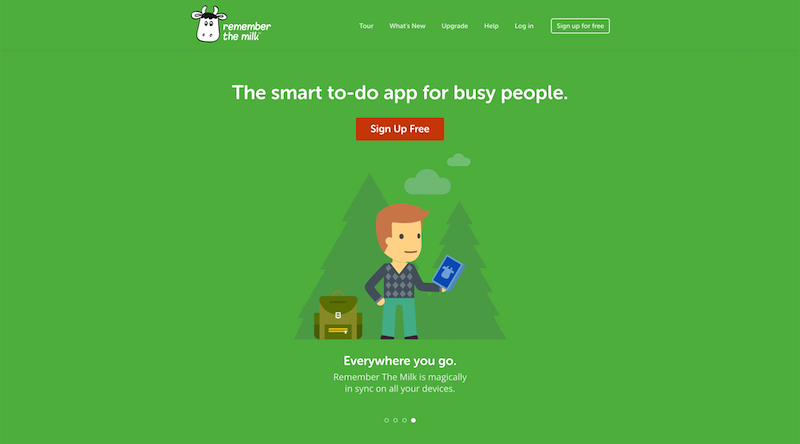 remember
the milk
Tour
What's New
Upgrade
Help
Log in
Sign up for free
The smart to-do app for busy people.
Sign Up Free
Everywhere you go.
Remember The Milk is magically
in sync on all your devices.